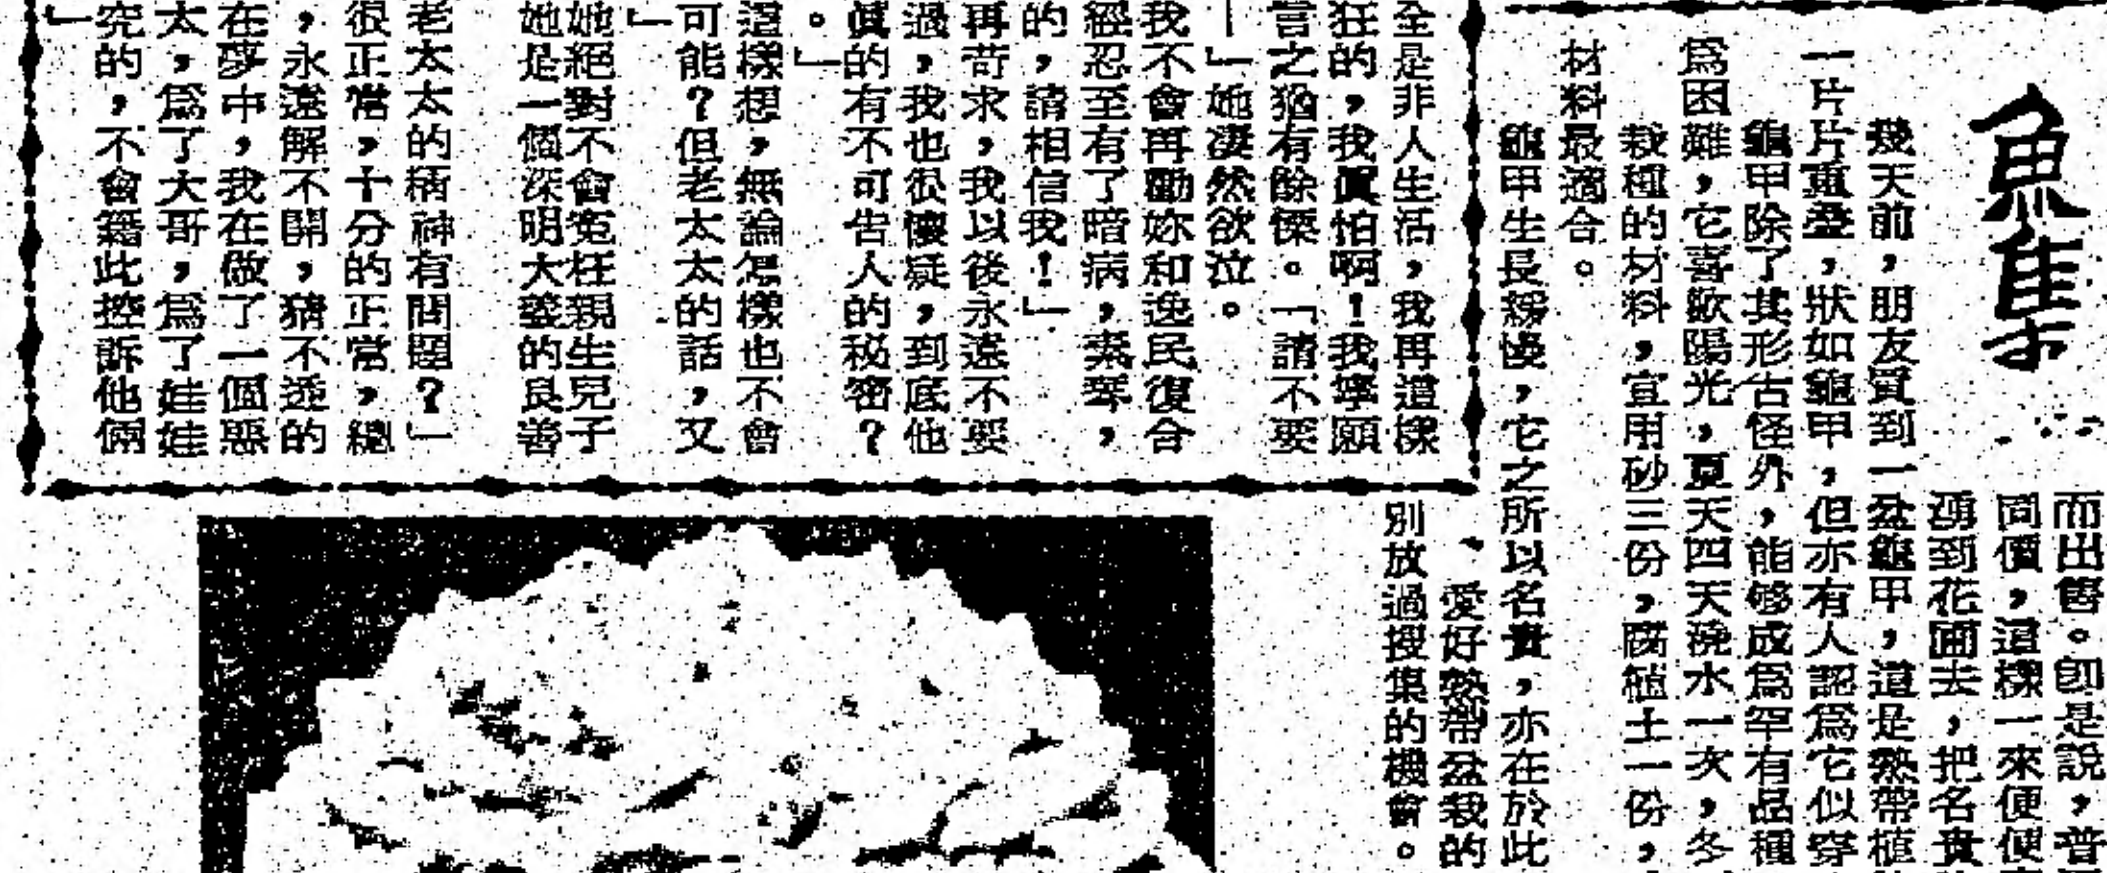 魚隼
而出售。卽是說,普
同價,這樣一來便便
湧到花圃去,把名貴
幾天前,朋友買到一盆龜甲,這是熱帶植
一片片重叠,狀如龜甲,但亦有人認爲它似穿
龜甲除了其形古怪外,能够成爲罕有品種
爲困難,它喜歡陽光,夏天四天澆水一次,冬
栽種的材料,宜用砂三份,腐植土一份,
材料最適合。
龜甲生長緩慢,它之所以名貴,亦在於此
、愛好熱帶盆栽的
別放過搜集的機會。
全是非人生活,我再這樣
狂的,我眞怕啊!我寧願
言之猶有餘慄。「請不要
—」她凄然欲泣。
我不會再勸妳和逸民復合
經忍至有了暗病,素琴,
的,請相信我!」
再苛求,我以後永遠不要
過,我也很懷疑,到底他
眞的有不可吿人的秘密?
。」
這樣想,無論怎樣也不會
可能?但老太太的話,又
」
她絕對不會寃枉親生兒子
她是一個深明大義的良善
老太太的精神有問題?」
很正常,十分的正常,總
,永遠解不開,猜不透的
在夢中,我在做了一個惡
太,爲了大哥,爲了娃娃
究的,不會藉此控訴他倆
」